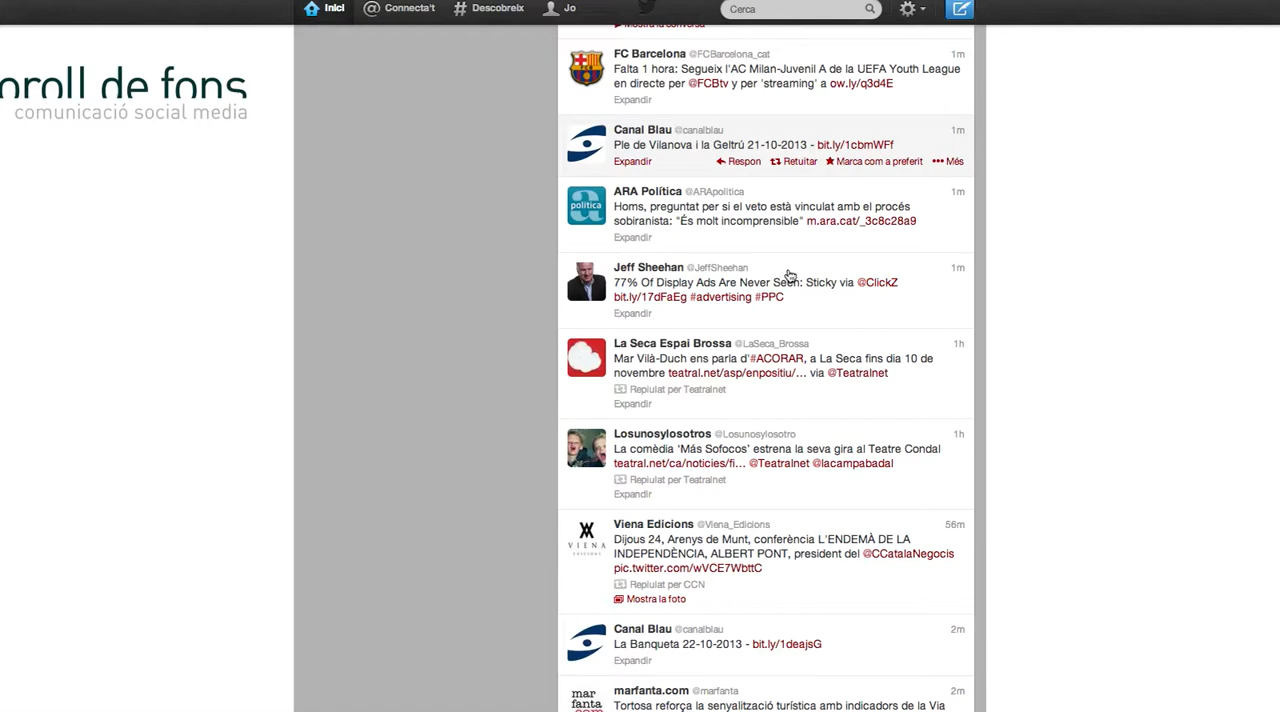 Inici
Connecta't
Descobreix
Jo
Cerca
oroll de fons
comunicació social media
Mostra la conversa
FC Barcelona @FCBarcelona_cat 1m
Falta 1 hora: Segueix l'AC Milan-Juvenil A de la UEFA Youth League
en directe per @FCBtv y per 'streaming' a ow.ly/q3d4E
Expandir
Canal Blau @canalblau 1m
Ple de Vilanova i la Geltrú 21-10-2013 - bit.ly/1cbmWFf
Expandir Respon Retuitar Marca com a preferit ••• Més
política
ARA Política @ARApolitica 1m
Homs, preguntat per si el veto està vinculat amb el procés
sobiranista: "És molt incomprensible" m.ara.cat/_3c8c28a9
Expandir
Jeff Sheehan @JeffSheehan 1m
77% Of Display Ads Are Never Seen: Sticky via @ClickZ
bit.ly/17dFaEg #advertising #PPC
Expandir
La Seca Espai Brossa @LaSeca_Brossa 1h
Mar Vilà-Duch ens parla d'#ACORAR, a La Seca fins dia 10 de
novembre teatral.net/asp/enpositiu/... via @Teatralnet
Repiulat per Teatralnet
Expandir
Losunosylosotros @Losunosylosotro 1h
La comèdia 'Más Sofocos' estrena la seva gira al Teatre Condal
teatral.net/ca/noticies/fi... @Teatralnet @lacampabadal
Repiulat per Teatralnet
Expandir
VIENA
Viena Edicions @Viena_Edicions 56m
Dijous 24, Arenys de Munt, conferència L'ENDEMÀ DE LA
INDEPENDÈNCIA, ALBERT PONT, president del @CCatalaNegocis
pic.twitter.com/wVCE7WbttC
Repiulat per CCN
Mostra la foto
Canal Blau @canalblau 2m
La Banqueta 22-10-2013 - bit.ly/1deajsG
Expandir
mar
fanta
marfanta.com @marfanta 2m
Tortosa reforça la senyalització turística amb indicadors de la Via